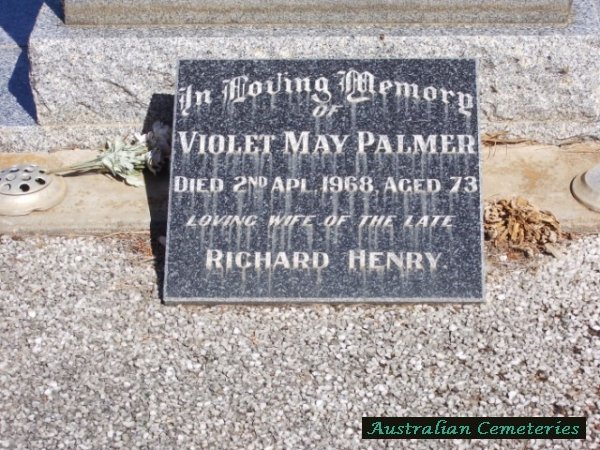 In Loving Memory
OF
VIOLET MAY PALMER
DIED 2ND APL. 1968, AGED 73
LOVING WIFE OF THE LATE
RICHARD HENRY.
Australian Cemeteries